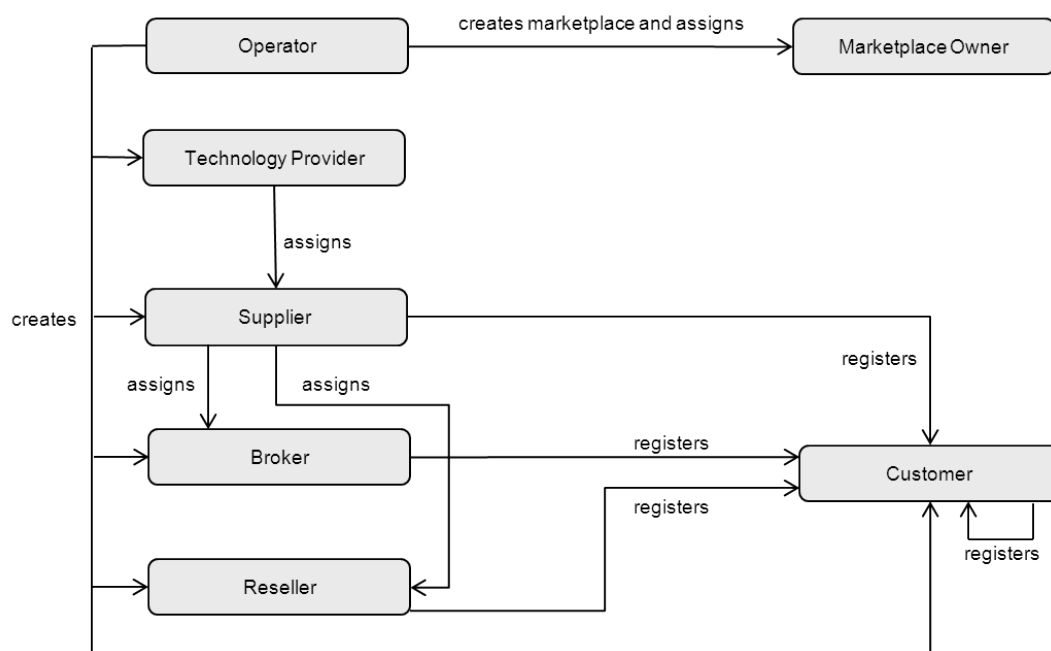 creates marketplace and assigns
Operator
Marketplace Owner
Technology Provider
assigns
Supplier
creates
registers
assigns
assigns
Broker
registers
Customer
registers
registers
Reseller